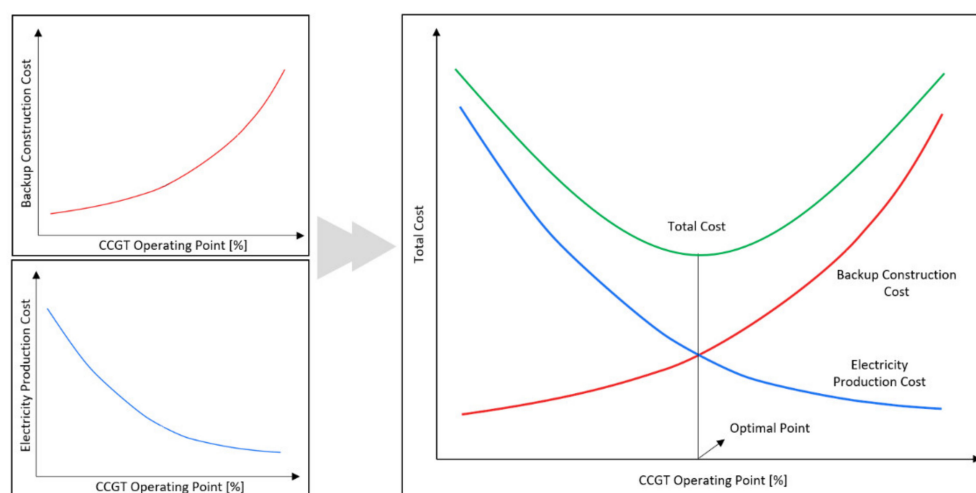 Backup Construction Cost
CCGT Operating Point [%]
Electricity Production Cost
CCGT Operating Point [%]
Total Cost
Total Cost
Backup Construction
Cost
Electricity
Production Cost
Optimal Point
CCGT Operating Point [%]